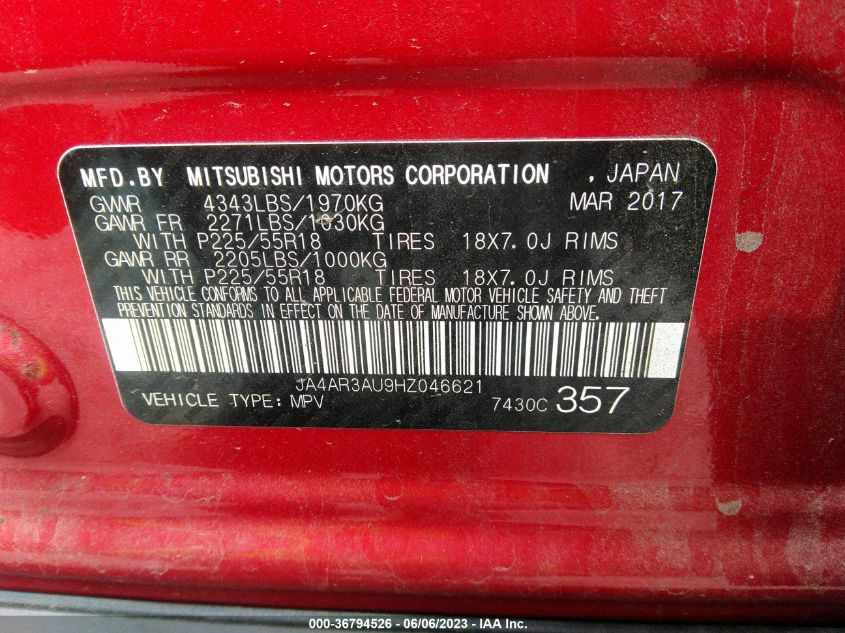 MFD.BY MITSUBISHI MOTORS CORPORATION , JAPAN
GVWR 4343LBS/1970KG MAR 2017
GAWR FR 2271LBS/1030KG
WITH P225/55R18 TIRES 18X7.0J RIMS
GAWR RR 2205LBS/1000KG
WITH P225/55R18 TIRES 18X7.0J RIMS
THIS VEHICLE CONFORMS TO ALL APPLICABLE FEDERAL MOTOR VEHICLE SAFETY AND THEFT
PREVENTION STANDARDS IN EFFECT ON THE DATE OF MANUFACTURE SHOWN ABOVE.
JA4AR3AU9HZ046621
VEHICLE TYPE: MPV 7430C 357
000-36794526 - 06/06/2023 - IAA Inc.